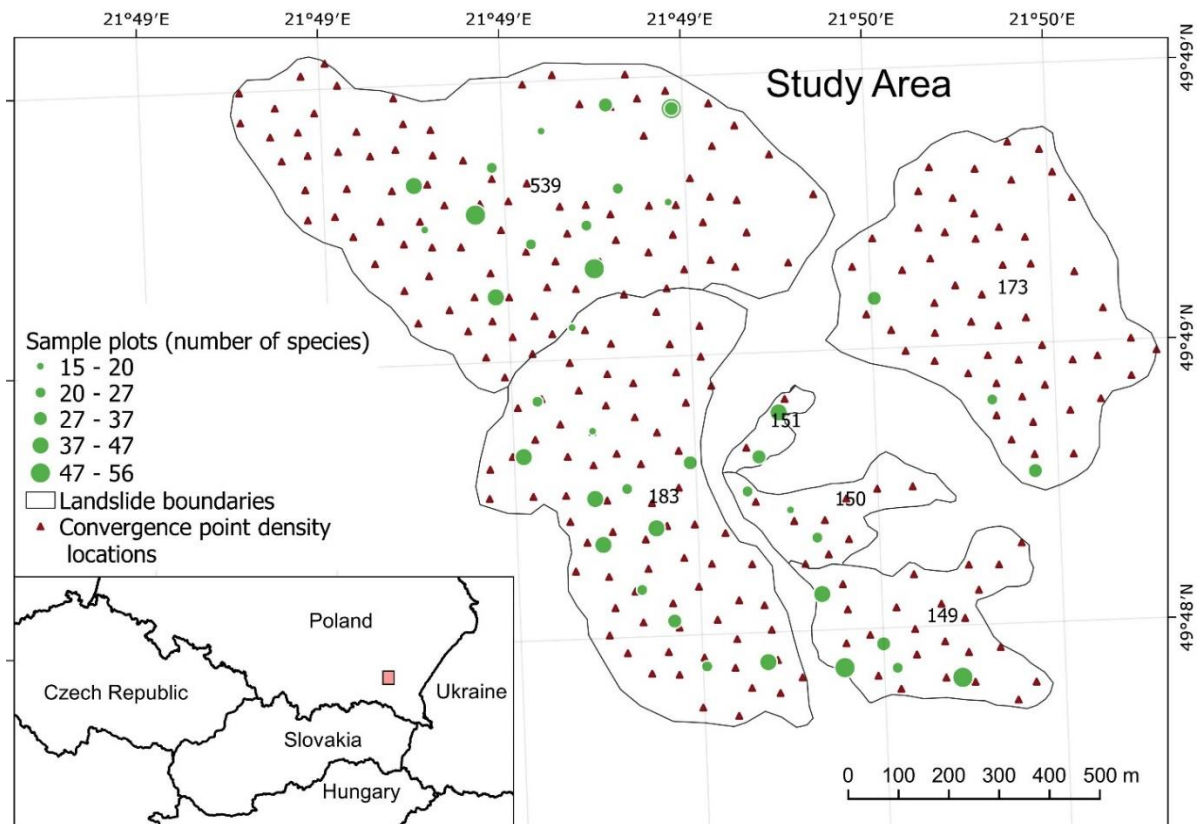 21°49'E 21°49'E 21°49'E 21°49'E 21°50'E 21°50'E
49°49'N
Study Area
539
173
49°49'N
Sample plots (number of species)
15 - 20
20 - 27
27 - 37
37 - 47
47 - 56
Landslide boundaries
Convergence point density
locations
151
183
150
149
49°48'N
Poland
Czech Republic
Ukraine
Slovakia
Hungary
0 100 200 300 400 500 m